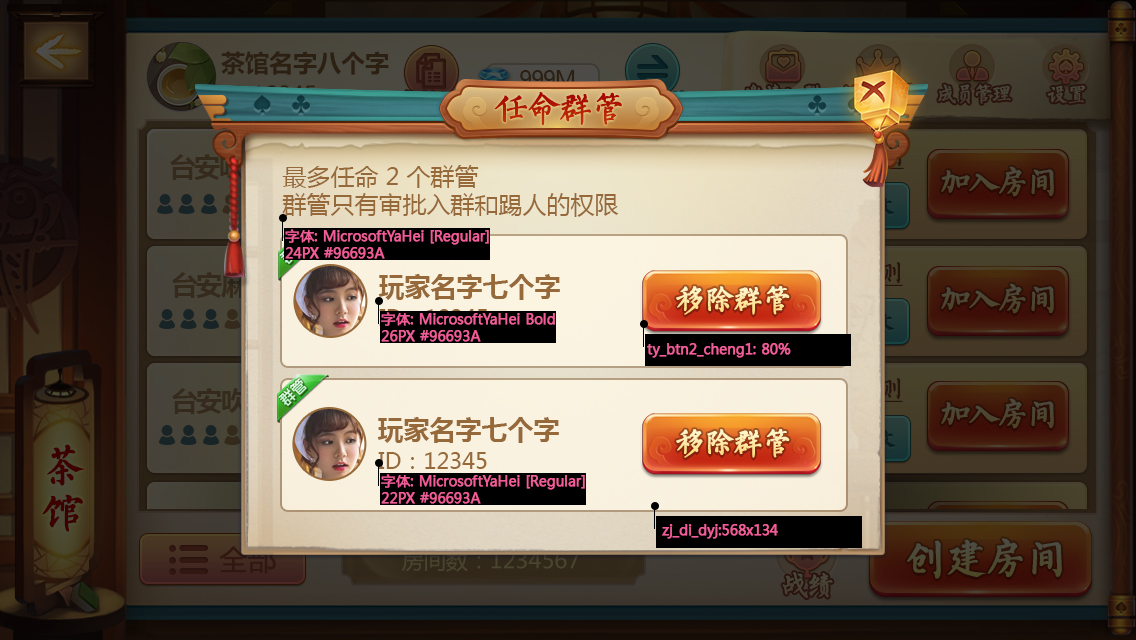 茶馆名字八个字
999M
任命群管
成员管理
设置
最多任命 2 个群管
群管只有审批入群和踢人的权限
台安
加入房间
字体: MicrosoftYaHei [Regular]
24PX #96693A
玩家名字七个字
移除群管
字体: MicrosoftYaHei Bold
26PX #96693A
ty_btn2_cheng1: 80%
台安
则
加入房间
群管
玩家名字七个字
ID：12345
移除群管
字体: MicrosoftYaHei [Regular]
22PX #96693A
zj_di_dyj:568x134
台安吹
则
加入房间
茶馆
全部
房间数：1234567
战绩
创建房间